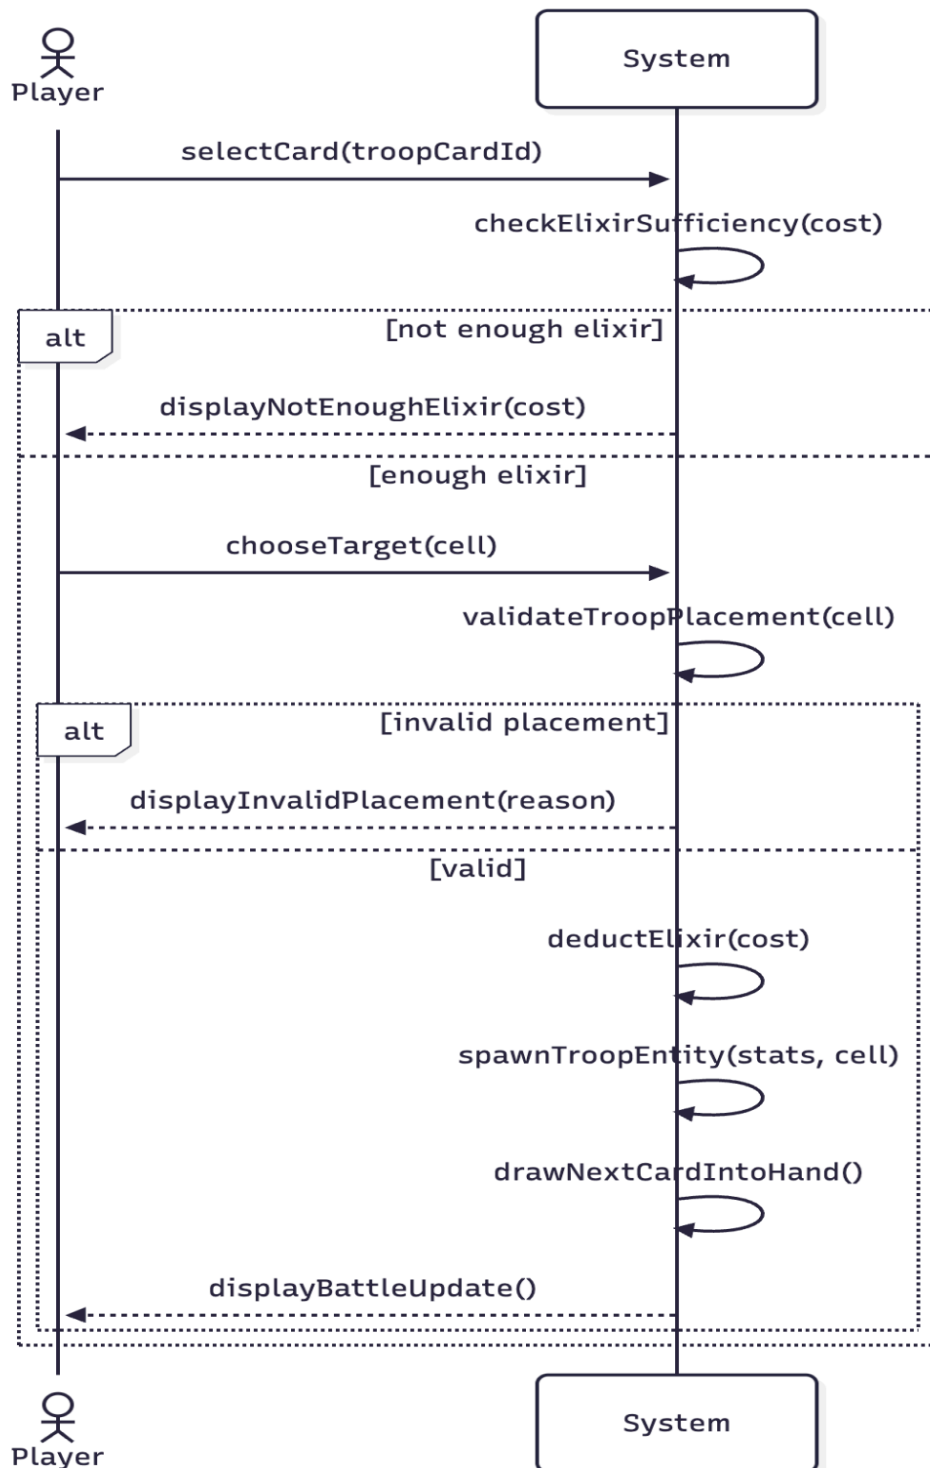 Player
System
selectCard(troopCardId)
checkElixirSufficiency(cost)
alt
[not enough elixir]
displayNotEnoughElixir(cost)
[enough elixir]
chooseTarget(cell)
validateTroopPlacement(cell)
alt
[invalid placement]
displayInvalidPlacement(reason)
[valid]
deductElixir(cost)
spawnTroopEntity(stats, cell)
drawNextCardIntoHand()
displayBattleUpdate()
Player
System